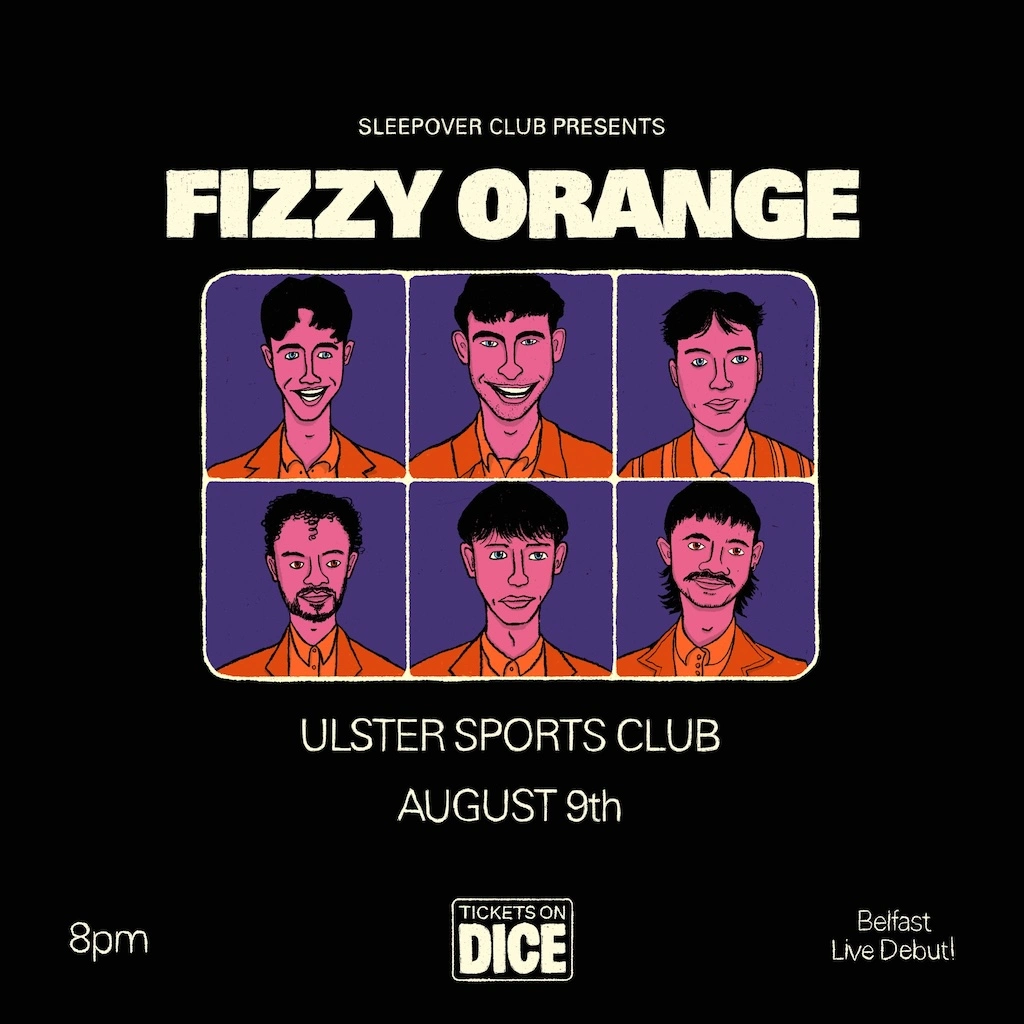 SLEEPOVER CLUB PRESENTS
FIZZY ORANGE
ULSTER SPORTS CLUB
AUGUST 9th
8pm
TICKETS ON
DICE
Belfast
Live Debut!